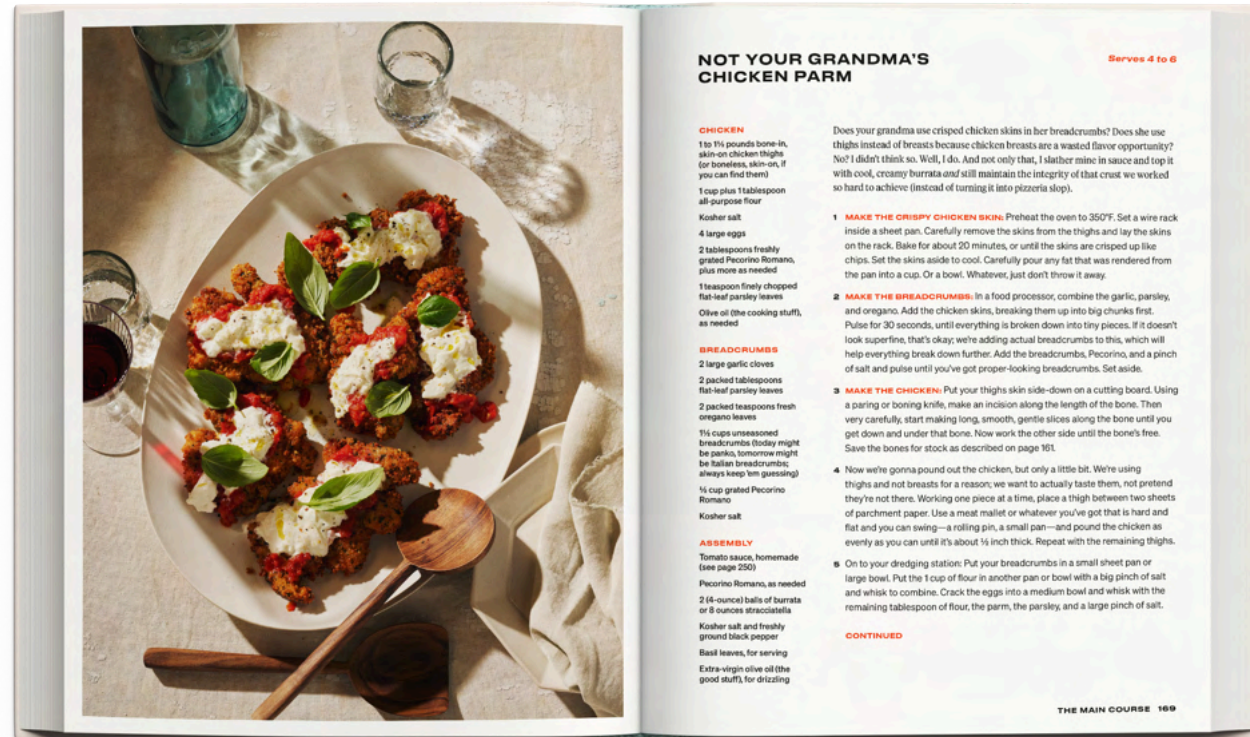 NOT YOUR GRANDMA'S
CHICKEN PARM
Serves 4 to 6
CHICKEN
1 to 1½ pounds bone-in,
skin-on chicken thighs
(or boneless, skin-on, if
you can find them)
1 cup plus 1 tablespoon
all-purpose flour
Kosher salt
4 large eggs
2 tablespoons freshly
grated Pecorino Romano,
plus more as needed
1 teaspoon finely chopped
flat-leaf parsley leaves
Olive oil (the cooking stuff),
as needed
BREADCRUMBS
2 large garlic cloves
2 packed tablespoons
flat-leaf parsley leaves
2 packed teaspoons fresh
oregano leaves
1½ cups unseasoned
breadcrumbs (today might
be panko, tomorrow might
be Italian breadcrumbs;
always keep 'em guessing)
cup grated Pecorino
Romano
Kosher salt
ASSEMBLY
Tomato sauce, homemade
(see page 250)
Pecorino Romano, as needed
2 (4-ounce) balls of burrata
or 8 ounces stracciatella
Kosher salt and freshly
ground black pepper
Basil leaves, for serving
Extra-virgin olive oil (the
good stuff), for drizzling
Does your grandma use crisped chicken skins in her breadcrumbs? Does she use
thighs instead of breasts because chicken breasts are a wasted flavor opportunity?
No? I didn't think so. Well, I do. And not only that, I slather mine in sauce and top it
with cool, creamy burrata and still maintain the integrity of that crust we worked
so hard to achieve (instead of turning it into pizzeria slop).
1 MAKE THE CRISPY CHICKEN SKIN: Preheat the oven to 350°F. Set a wire rack
inside a sheet pan. Carefully remove the skins from the thighs and lay the skins
on the rack. Bake for about 20 minutes, or until the skins are crisped up like
chips. Set the skins aside to cool. Carefully pour any fat that was rendered from
the pan into a cup. Or a bowl. Whatever, just don't throw it away.
2 MAKE THE BREADCRUMBS: In a food processor, combine the garlic, parsley,
and oregano. Add the chicken skins, breaking them up into big chunks first.
Pulse for 30 seconds, until everything is broken down into tiny pieces. If it doesn't
look superfine, that's okay; we're adding actual breadcrumbs to this, which will
help everything break down further. Add the breadcrumbs, Pecorino, and a pinch
of salt and pulse until you've got proper-looking breadcrumbs. Set aside.
3 MAKE THE CHICKEN: Put your thighs skin side-down on a cutting board. Using
a paring or boning knife, make an incision along the length of the bone. Then
very carefully, start making long, smooth, gentle slices along the bone until you
get down and under that bone. Now work the other side until the bone's free.
Save the bones for stock as described on page 161.
4 Now we're gonna pound out the chicken, but only a little bit. We're using
thighs and not breasts for a reason; we want to actually taste them, not pretend
they're not there. Working one piece at a time, place a thigh between two sheets
of parchment paper. Use a meat mallet or whatever you've got that is hard and
flat and you can swing—a rolling pin, a small pan—and pound the chicken as
evenly as you can until it's about inch thick. Repeat with the remaining thighs.
5 On to your dredging station: Put your breadcrumbs in a small sheet pan or
large bowl. Put the 1 cup of flour in another pan or bowl with a big pinch of salt
and whisk to combine. Crack the eggs into a medium bowl and whisk with the
remaining tablespoon of flour, the parm, the parsley, and a large pinch of salt.
CONTINUED
THE MAIN COURSE 169